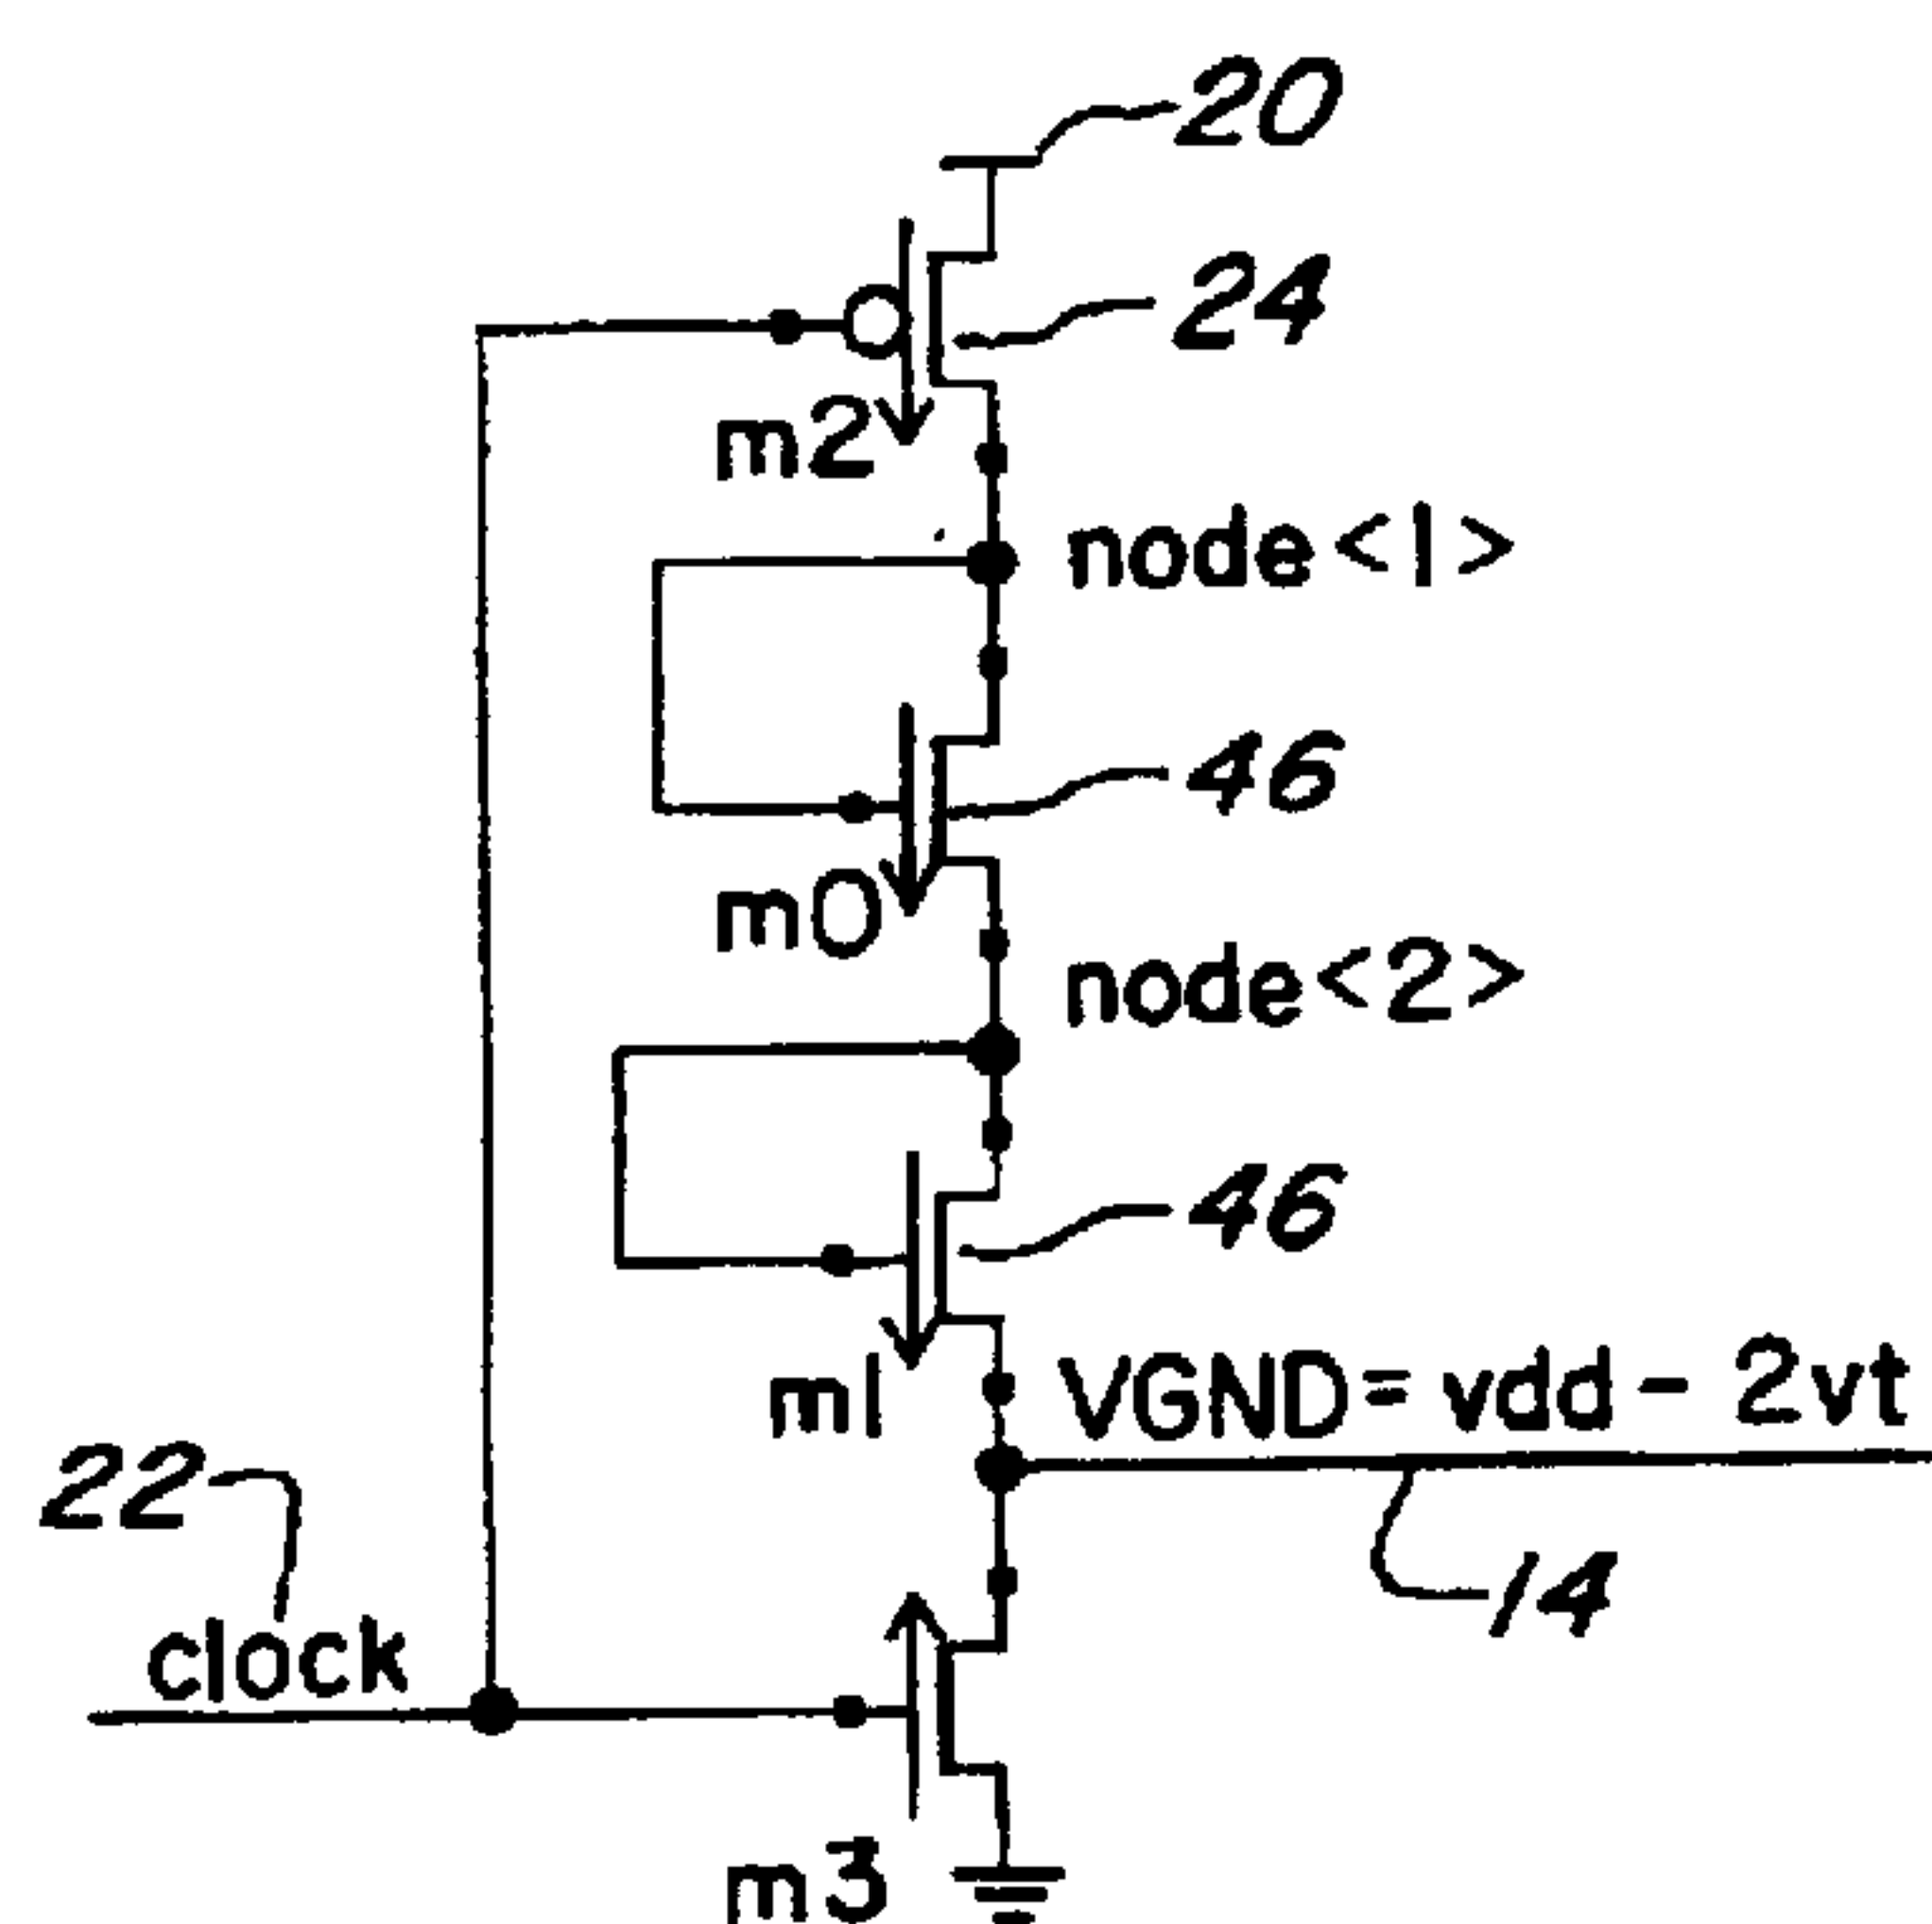 20
24
m2
node<1>
46
m0
node<2>
46
m1
VGND= vdd- 2vt
22
14
clock
m3